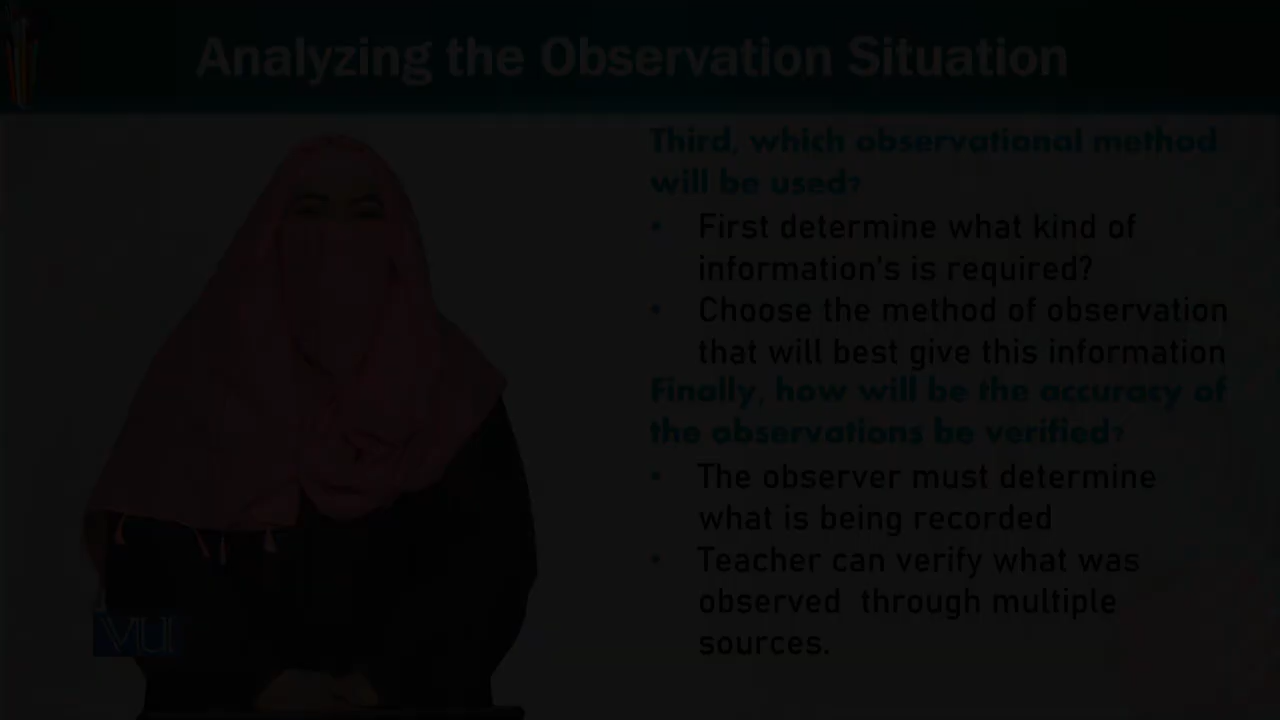 Analyzing the Observation Situation
Third, which observational method
will be used?
• First determine what kind of
information's is required?
• Choose the method of observation
that will best give this information
Finally, how will be the accuracy of
the observations be verified?
• The observer must determine
what is being recorded
• Teacher can verify what was
observed through multiple
sources.
VU